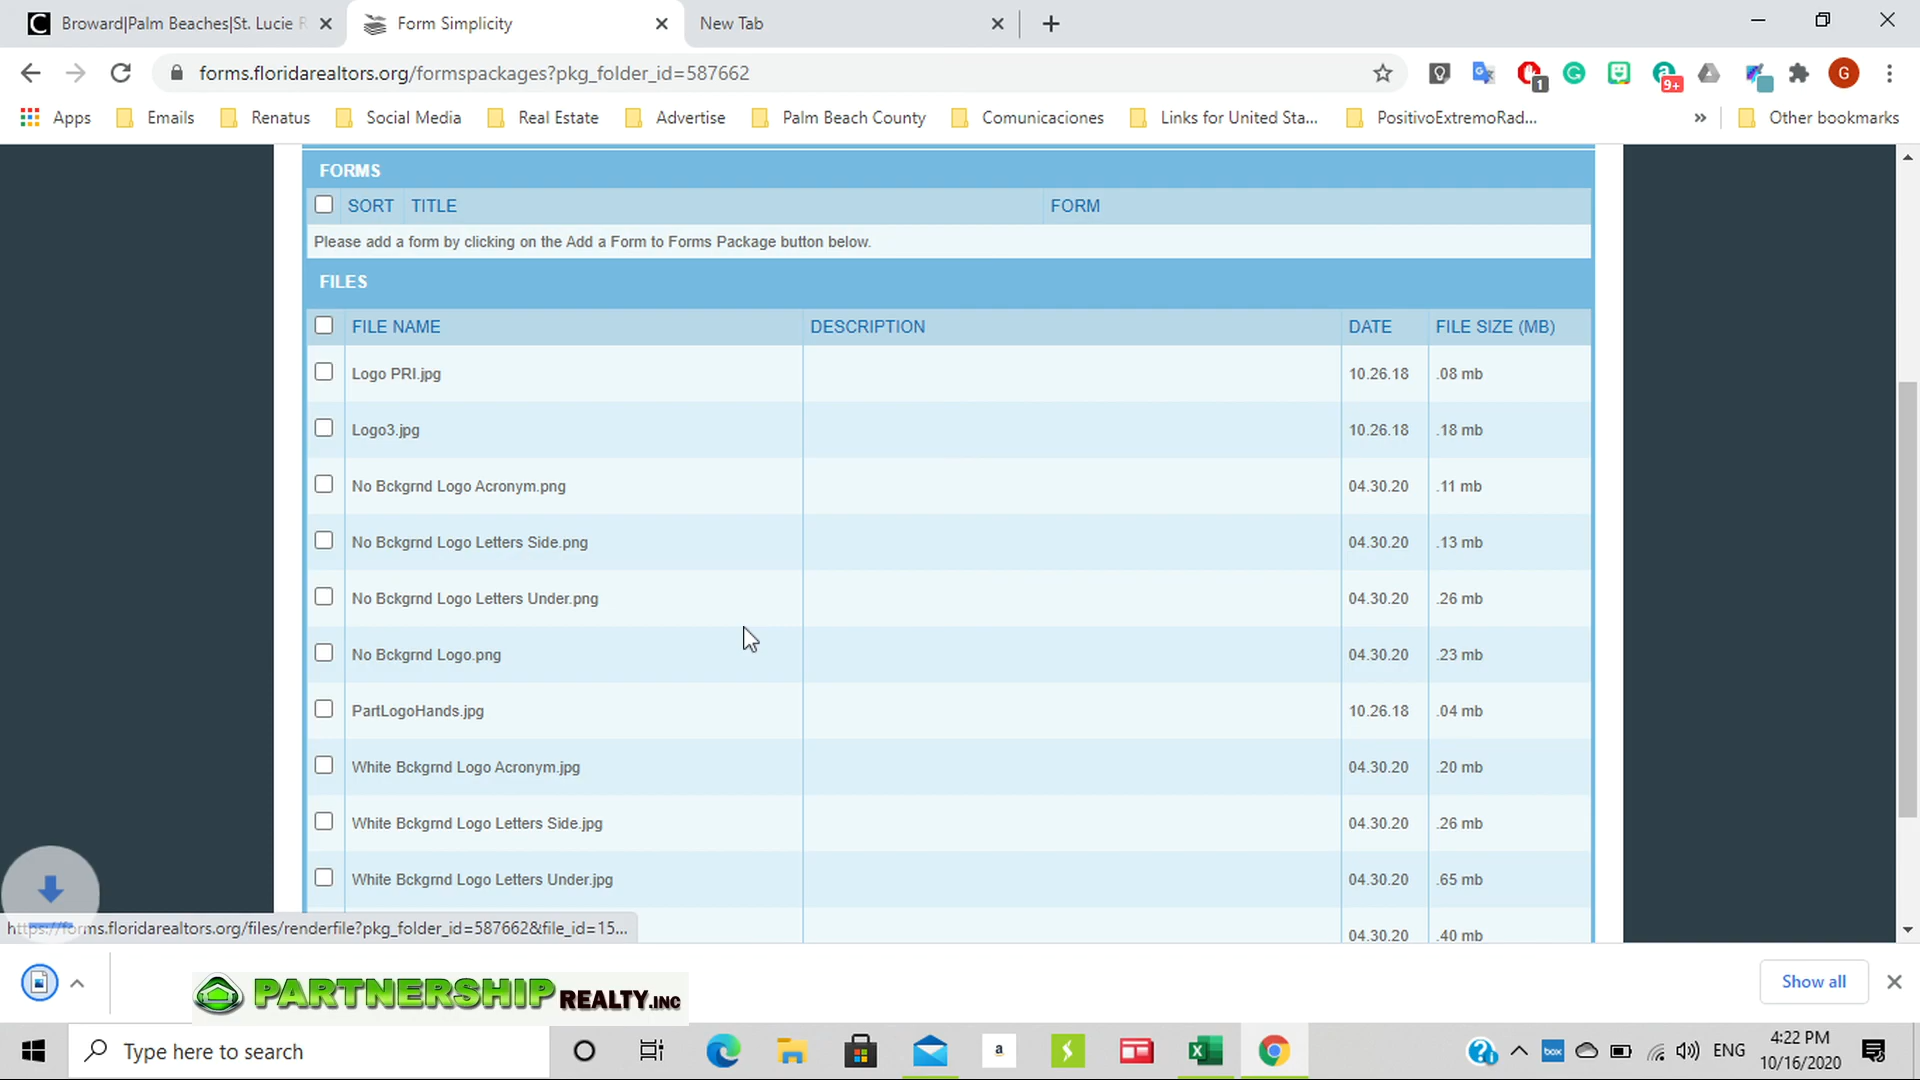 Broward|Palm Beaches|St. Lucie R
Form Simplicity
New Tab
forms.floridarealtors.org/formspackages?pkg_folder_id=587662
1
9+
G
Apps
Emails
Renatus
Social Media
Real Estate
Advertise
Palm Beach County
Comunicaciones
Links for United Sta...
PositivoExtremoRad...
»
Other bookmarks
FORMS
SORT TITLE FORM
Please add a form by clicking on the Add a Form to Forms Package button below.
FILES
FILE NAME DESCRIPTION DATE FILE SIZE (MB)
Logo PRI.jpg 10.26.18 .08 mb
Logo3.jpg 10.26.18 .18 mb
No Bckgrnd Logo Acronym.png 04.30.20 .11 mb
No Bckgrnd Logo Letters Side.png 04.30.20 .13 mb
No Bckgrnd Logo Letters Under.png 04.30.20 .26 mb
No Bckgrnd Logo.png 04.30.20 .23 mb
PartLogoHands.jpg 10.26.18 .04 mb
White Bckgrnd Logo Acronym.jpg 04.30.20 .20 mb
White Bckgrnd Logo Letters Side.jpg 04.30.20 .26 mb
White Bckgrnd Logo Letters Under.jpg 04.30.20 .65 mb
04.30.20 .40 mb
https://forms.floridarealtors.org/files/renderfile?pkg_folder_id=587662&file_id=15...
PARTNERSHIP REALTY.INC
Show all
Type here to search
a
box
ENG
4:22 PM
10/16/2020